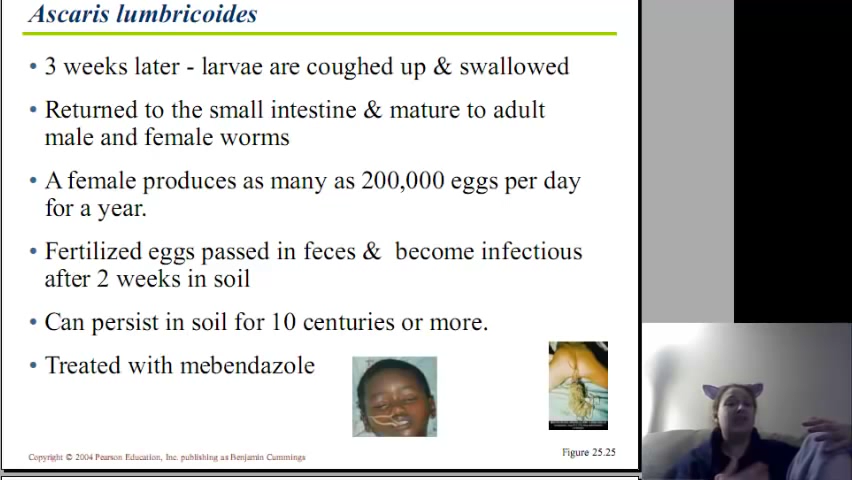 Ascaris lumbricoides
• 3 weeks later - larvae are coughed up & swallowed
• Returned to the small intestine & mature to adult
male and female worms
• A female produces as many as 200,000 eggs per day
for a year.
• Fertilized eggs passed in feces & become infectious
after 2 weeks in soil
• Can persist in soil for 10 centuries or more.
• Treated with mebendazole
Copyright © 2004 Pearson Education, Inc. publishing as Benjamin Cummings
Figure 25.25